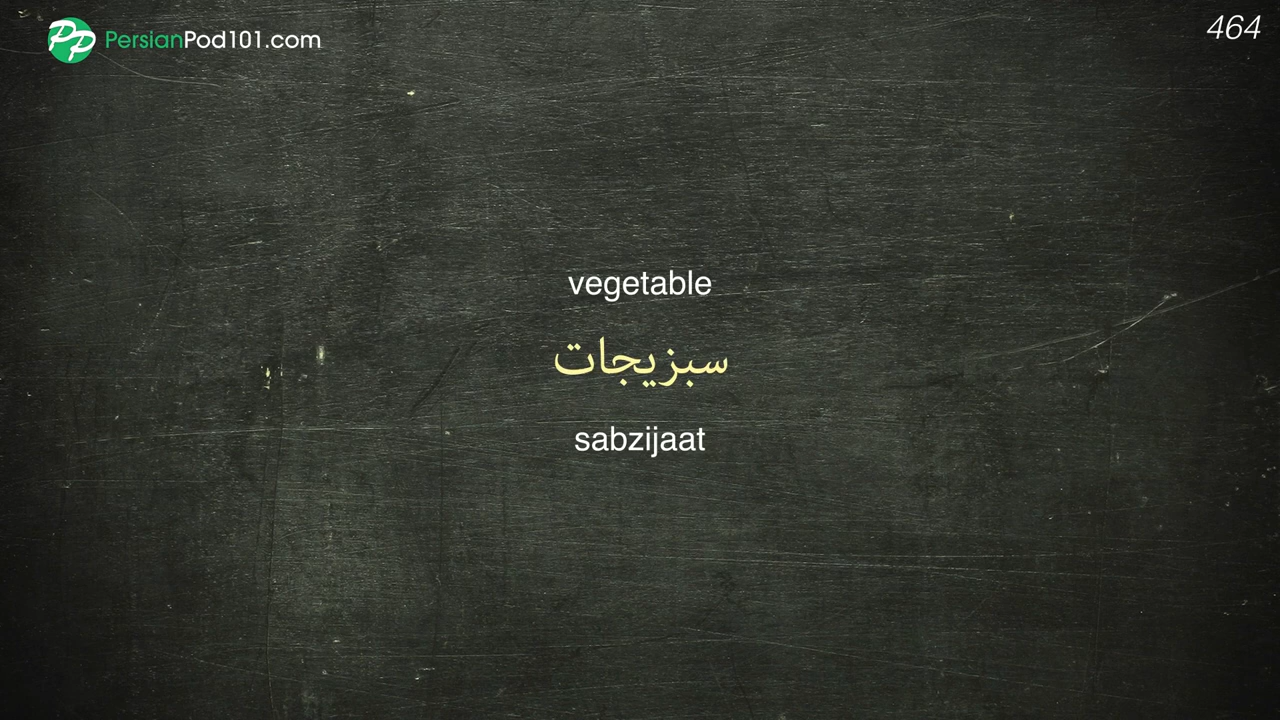 PersianPod101.com
464
vegetable
سبزیجات
sabzijaat